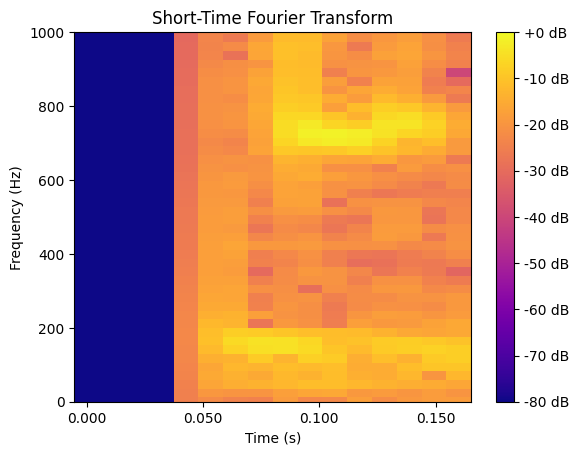 Short-Time Fourier Transform
1000
800
600
400
200
0
Frequency (Hz)
0.000
0.050
0.100
0.150
Time (s)
+0 dB
-10 dB
-20 dB
-30 dB
-40 dB
-50 dB
-60 dB
-70 dB
-80 dB